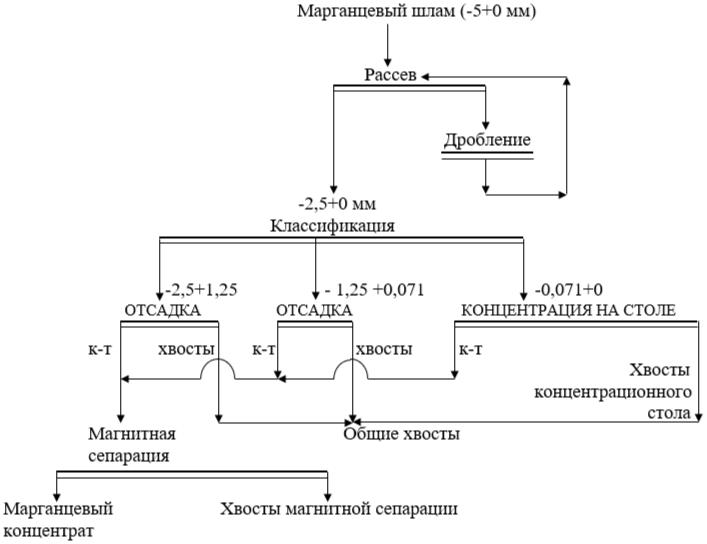 Марганцевый шлам (-5+0 мм)
Рассев
Дробление
-2,5+0 мм
Классификация
-2,5+1,25
- 1,25 +0,071
-0,071+0
ОТСАДКА
ОТСАДКА
КОНЦЕНТРАЦИЯ НА СТОЛЕ
к-т
хвосты
к-т
хвосты
к-т
Хвосты
концентрационного
стола
Магнитная
сепарация
Общие хвосты
Марганцевый
концентрат
Хвосты магнитной сепарации